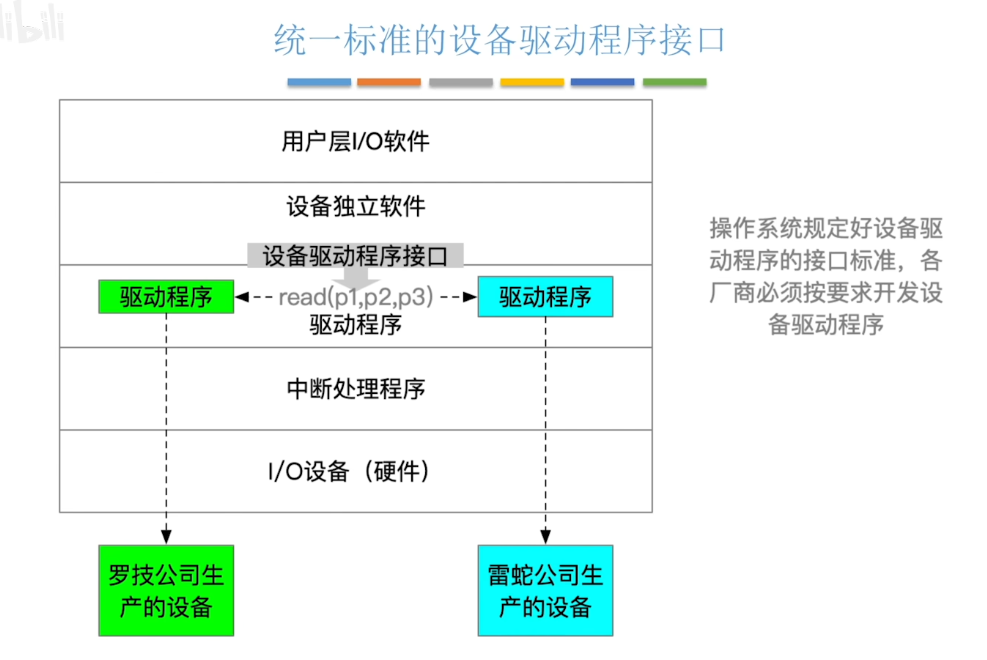 统一标准的设备驱动程序接口
用户层I/O软件
设备独立软件
设备驱动程序接口
驱动程序
read(p1,p2,p3)
驱动程序
驱动程序
中断处理程序
I/O设备（硬件）
罗技公司生
产的设备
雷蛇公司生
产的设备
操作系统规定好设备驱
动程序的接口标准，各
厂商必须按要求开发设
备驱动程序